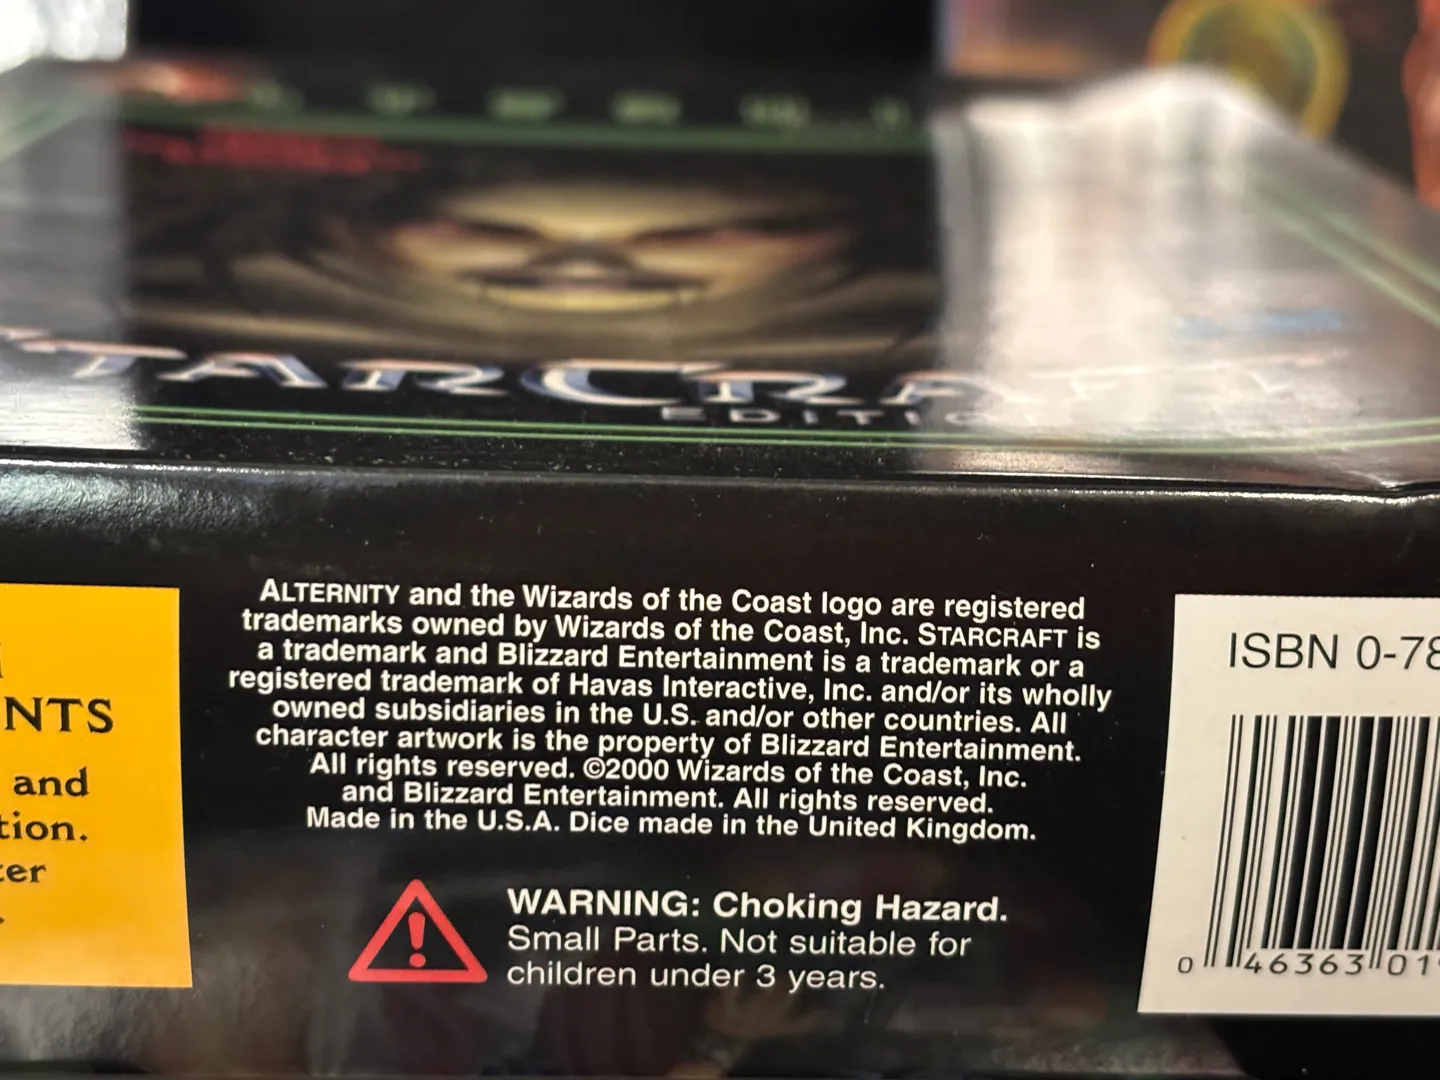 STARCRAFT
EDITION
NTS
and
tion.
ter
ALTERNITY and the Wizards of the Coast logo are registered
trademarks owned by Wizards of the Coast, Inc. STARCRAFT is
a trademark and Blizzard Entertainment is a trademark or a
registered trademark of Havas Interactive, Inc. and/or its wholly
owned subsidiaries in the U.S. and/or other countries. All
character artwork is the property of Blizzard Entertainment.
All rights reserved. ©2000 Wizards of the Coast, Inc.
and Blizzard Entertainment. All rights reserved.
Made in the U.S.A. Dice made in the United Kingdom.
WARNING: Choking Hazard.
Small Parts. Not suitable for
children under 3 years.
ISBN 0-78
0 46363 01